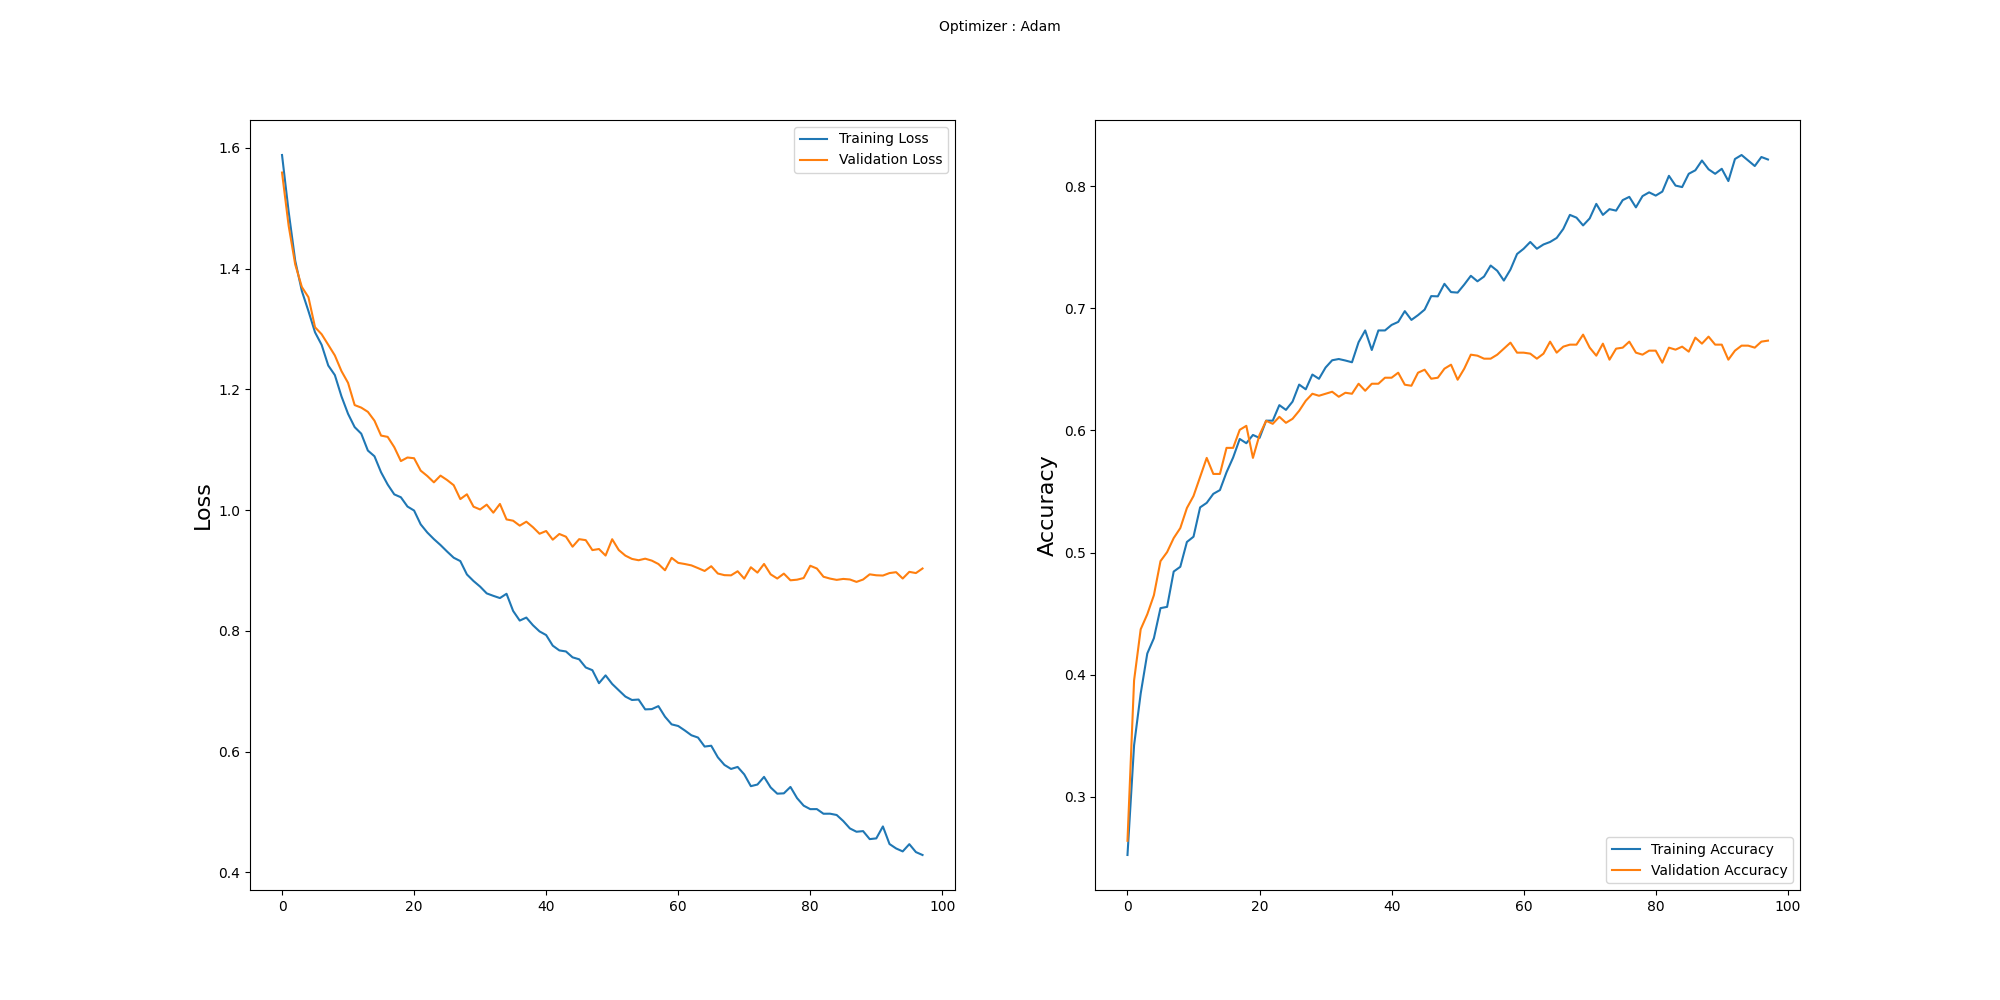 Optimizer : Adam
Loss
1.6
1.4
1.2
1.0
0.8
0.6
0.4
0 20 40 60 80 100
Training Loss
Validation Loss
Accuracy
0.8
0.7
0.6
0.5
0.4
0.3
0 20 40 60 80 100
Training Accuracy
Validation Accuracy